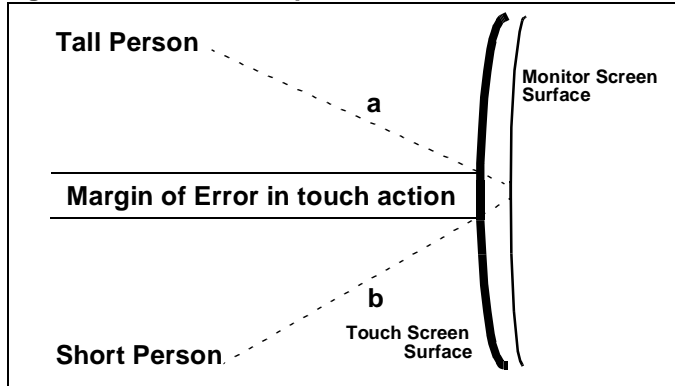 Tall Person
Monitor Screen
Surface
a
Margin of Error in touch action
b
Touch Screen
Surface
Short Person